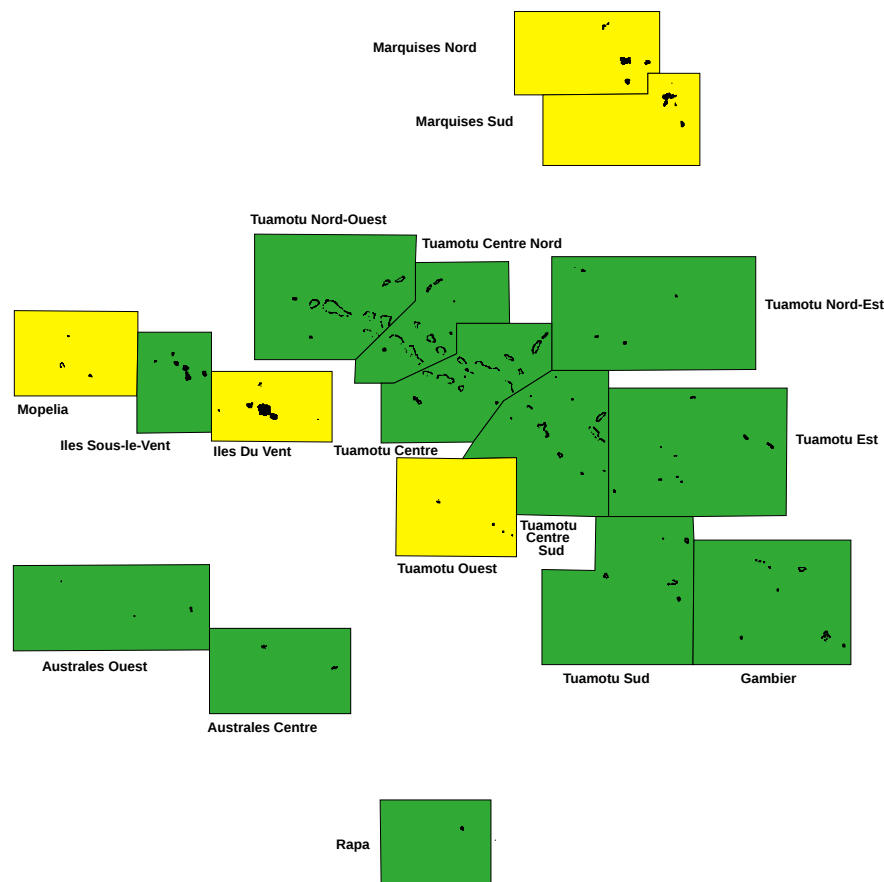 Marquises Nord
Marquises Sud
Tuamotu Nord-Ouest
Tuamotu Centre Nord
Tuamotu Nord-Est
Mopelia
Iles Sous-le-Vent
Iles Du Vent
Tuamotu Centre
Tuamotu Est
Tuamotu
Centre
Sud
Tuamotu Ouest
Australes Ouest
Tuamotu Sud
Gambier
Australes Centre
Rapa